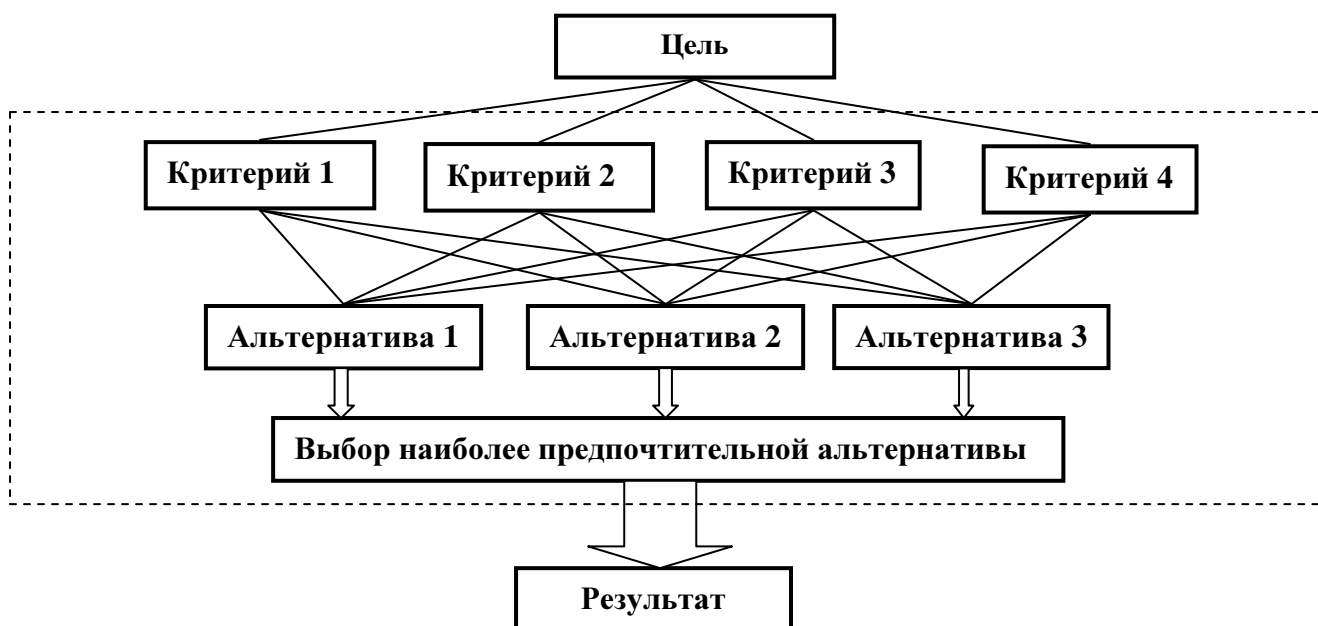 Цель
Критерий 1
Критерий 2
Критерий 3
Критерий 4
Альтернатива 1
Альтернатива 2
Альтернатива 3
Выбор наиболее предпочтительной альтернативы
Результат